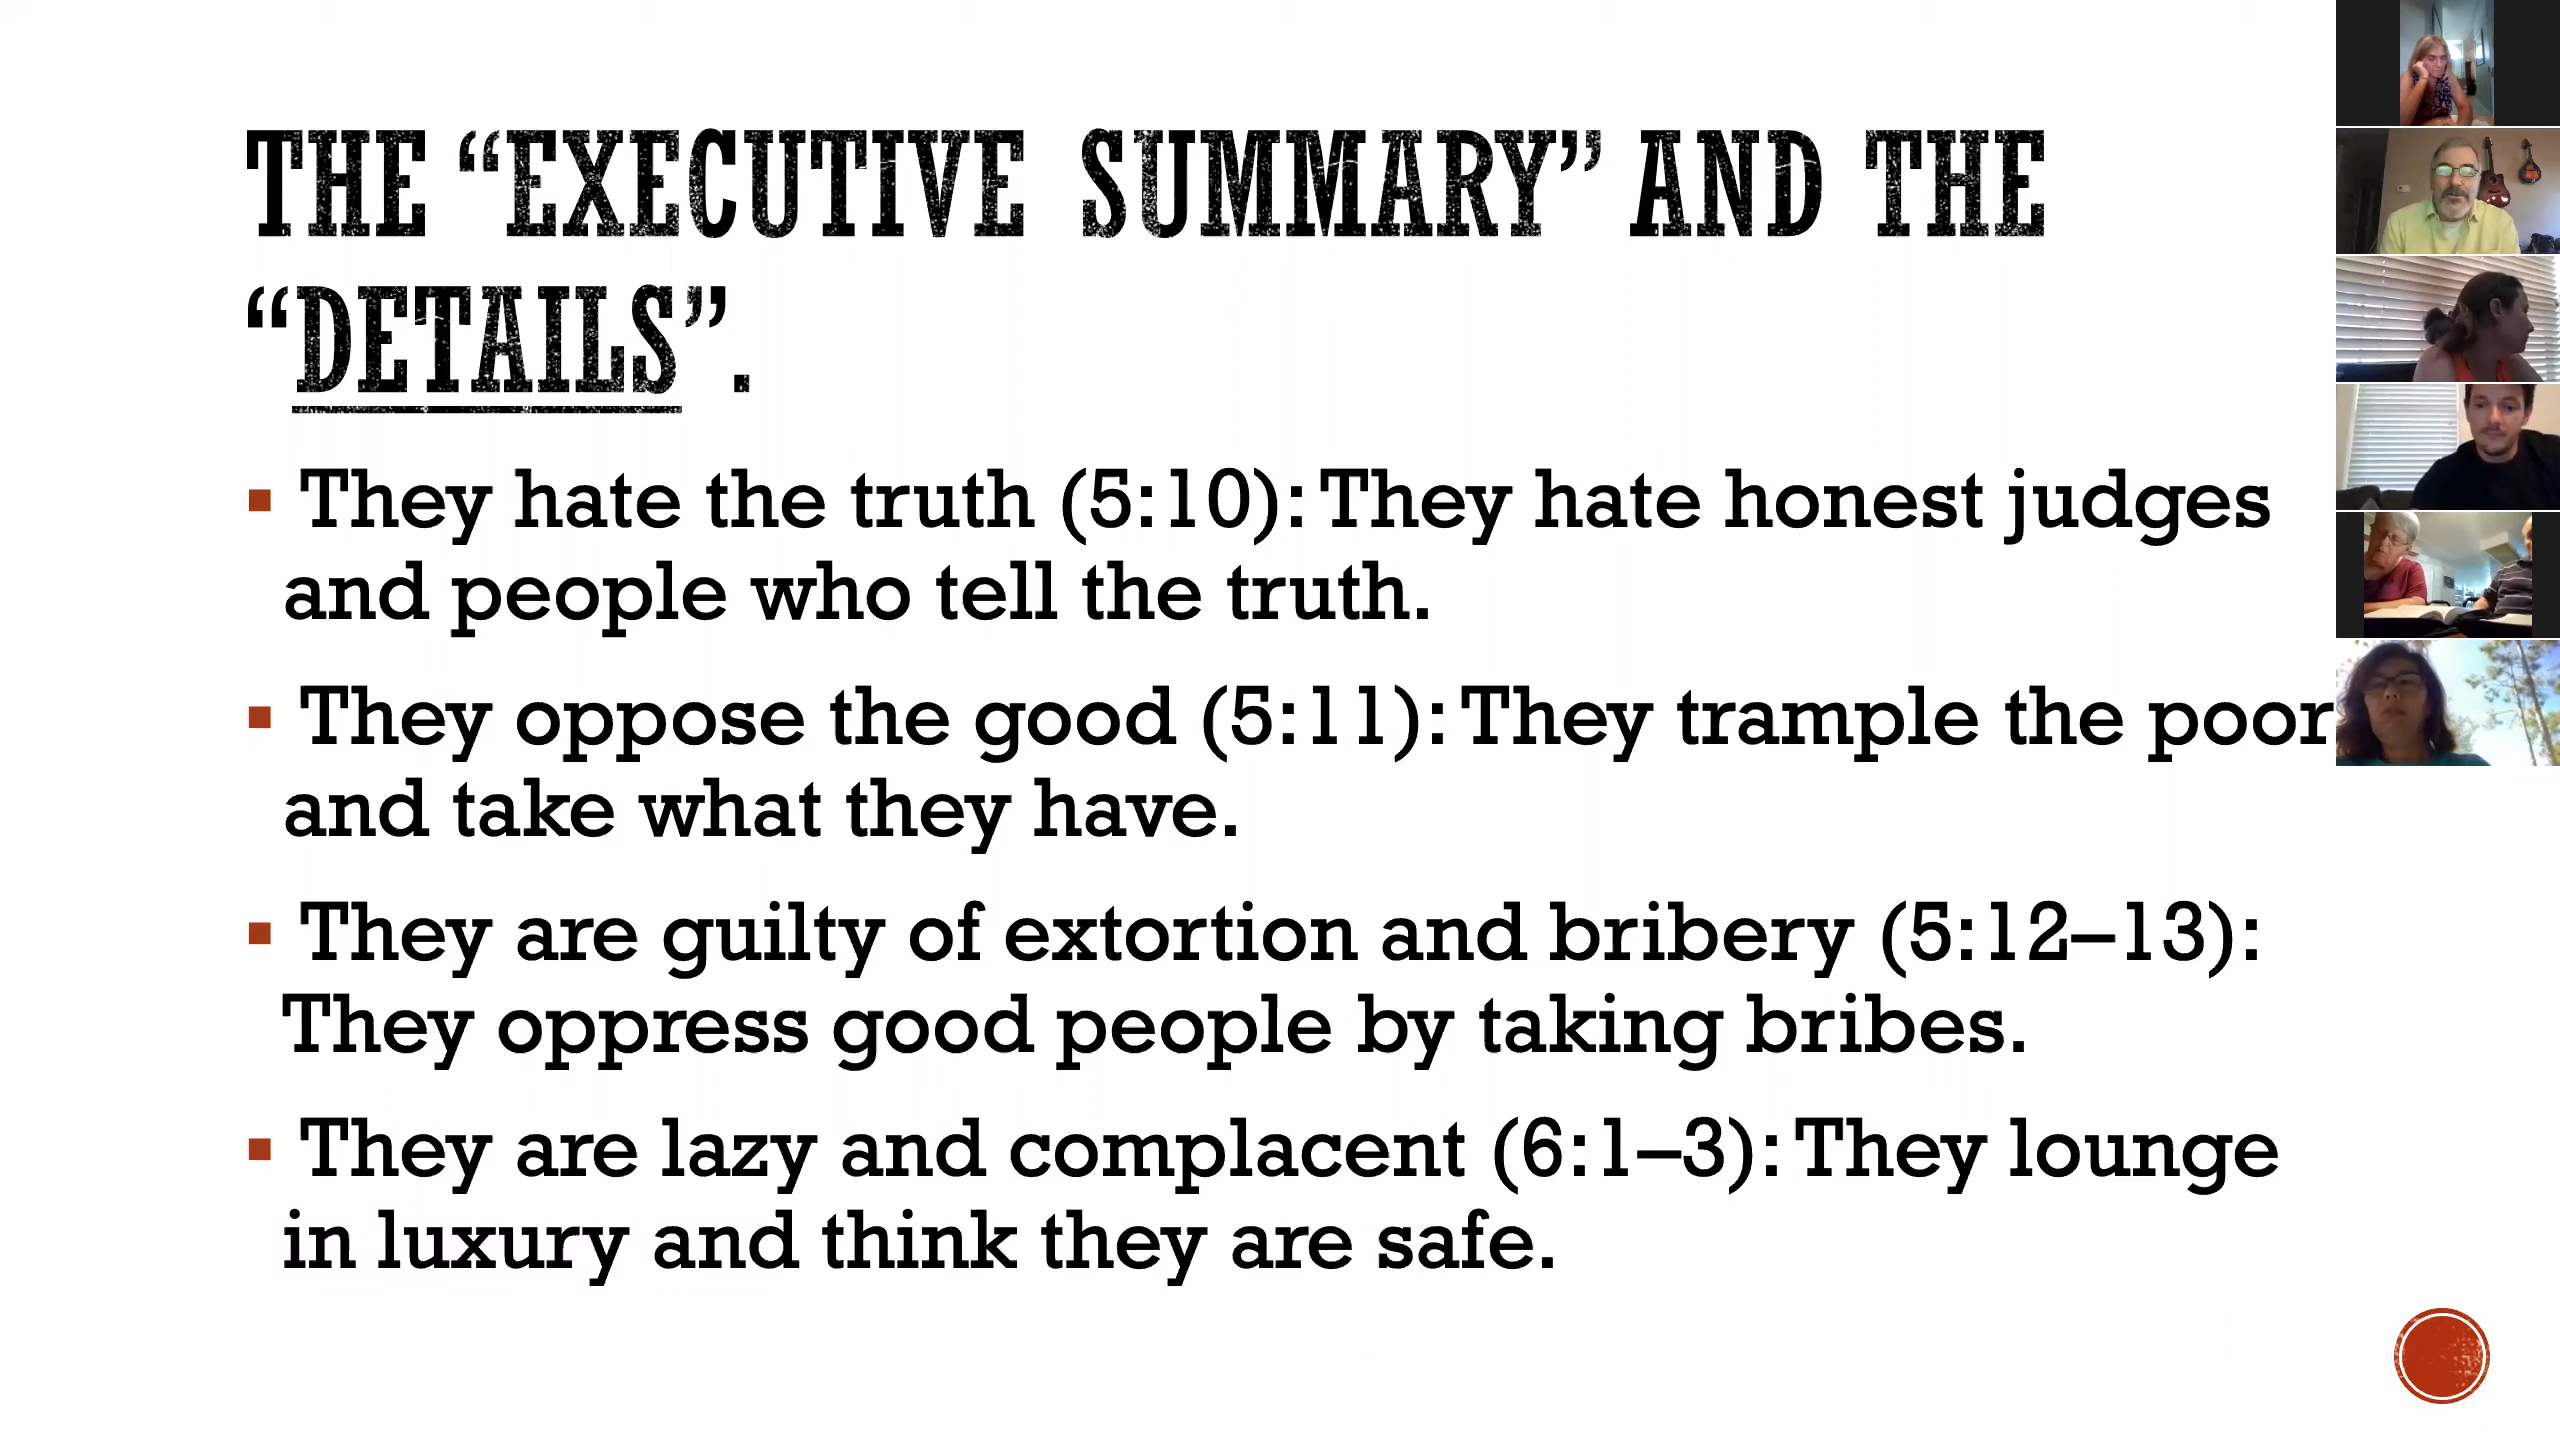 THE “EXECUTIVE SUMMARY” AND THE
“DETAILS”.
▪ They hate the truth (5:10): They hate honest judges
and people who tell the truth.
▪ They oppose the good (5:11): They trample the poor
and take what they have.
▪ They are guilty of extortion and bribery (5:12–13):
They oppress good people by taking bribes.
▪ They are lazy and complacent (6:1–3): They lounge
in luxury and think they are safe.